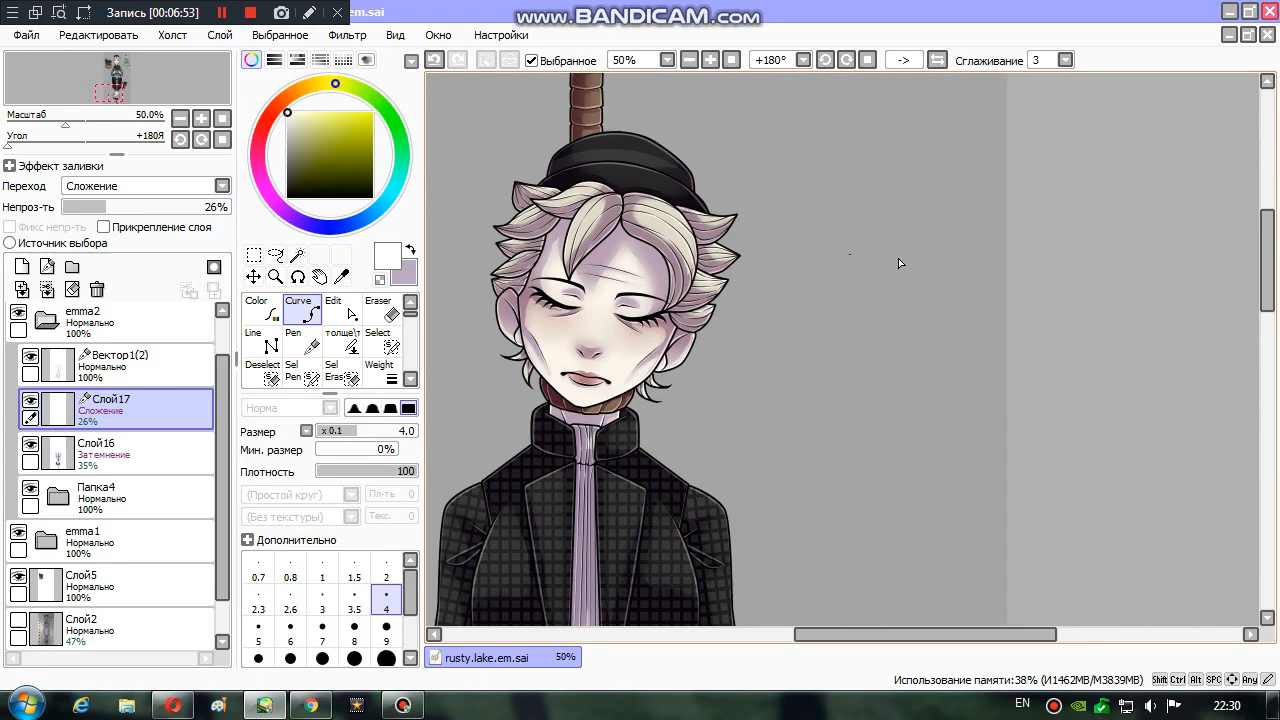 Запись [00:06:53]
em.sai
www.BANDICAM.com
Файл Редактировать Холст Слой Выбранное Фильтр Вид Окно Настройки
Выбранное 50% +180° -> Сглаживание 3
Масштаб 50.0%
Угол +180Я
Эффект заливки
Переход Сложение
Непроз-ть 26%
Фикс непр-ть Прикрепление слоя
Источник выбора
emma2
Нормально
100%
Вектор1(2)
Нормально
100%
Слой17
Сложение
26%
Слой16
Затемнение
35%
Папка4
Нормально
100%
emma1
Нормально
100%
Слой5
Нормально
100%
Слой2
Нормально
47%
Color Curve Edit Eraser
Line Pen толще\т Select
Deselect Sel Pen Sel Eras Weight
Норма
Размер x 0.1 4.0
Мин. размер 0%
Плотность 100
(Простой круг) Пл-ть 0
(Без текстуры) Текс. 0
Дополнительно
0.7 0.8 1 1.5 2
2.3 2.6 3 3.5 4
5 6 7 8 9
rusty.lake.em.sai 50%
Использование памяти:38% (И1462MB/М3839MB) Shift Ctrl Alt SPC Any
EN 22:30